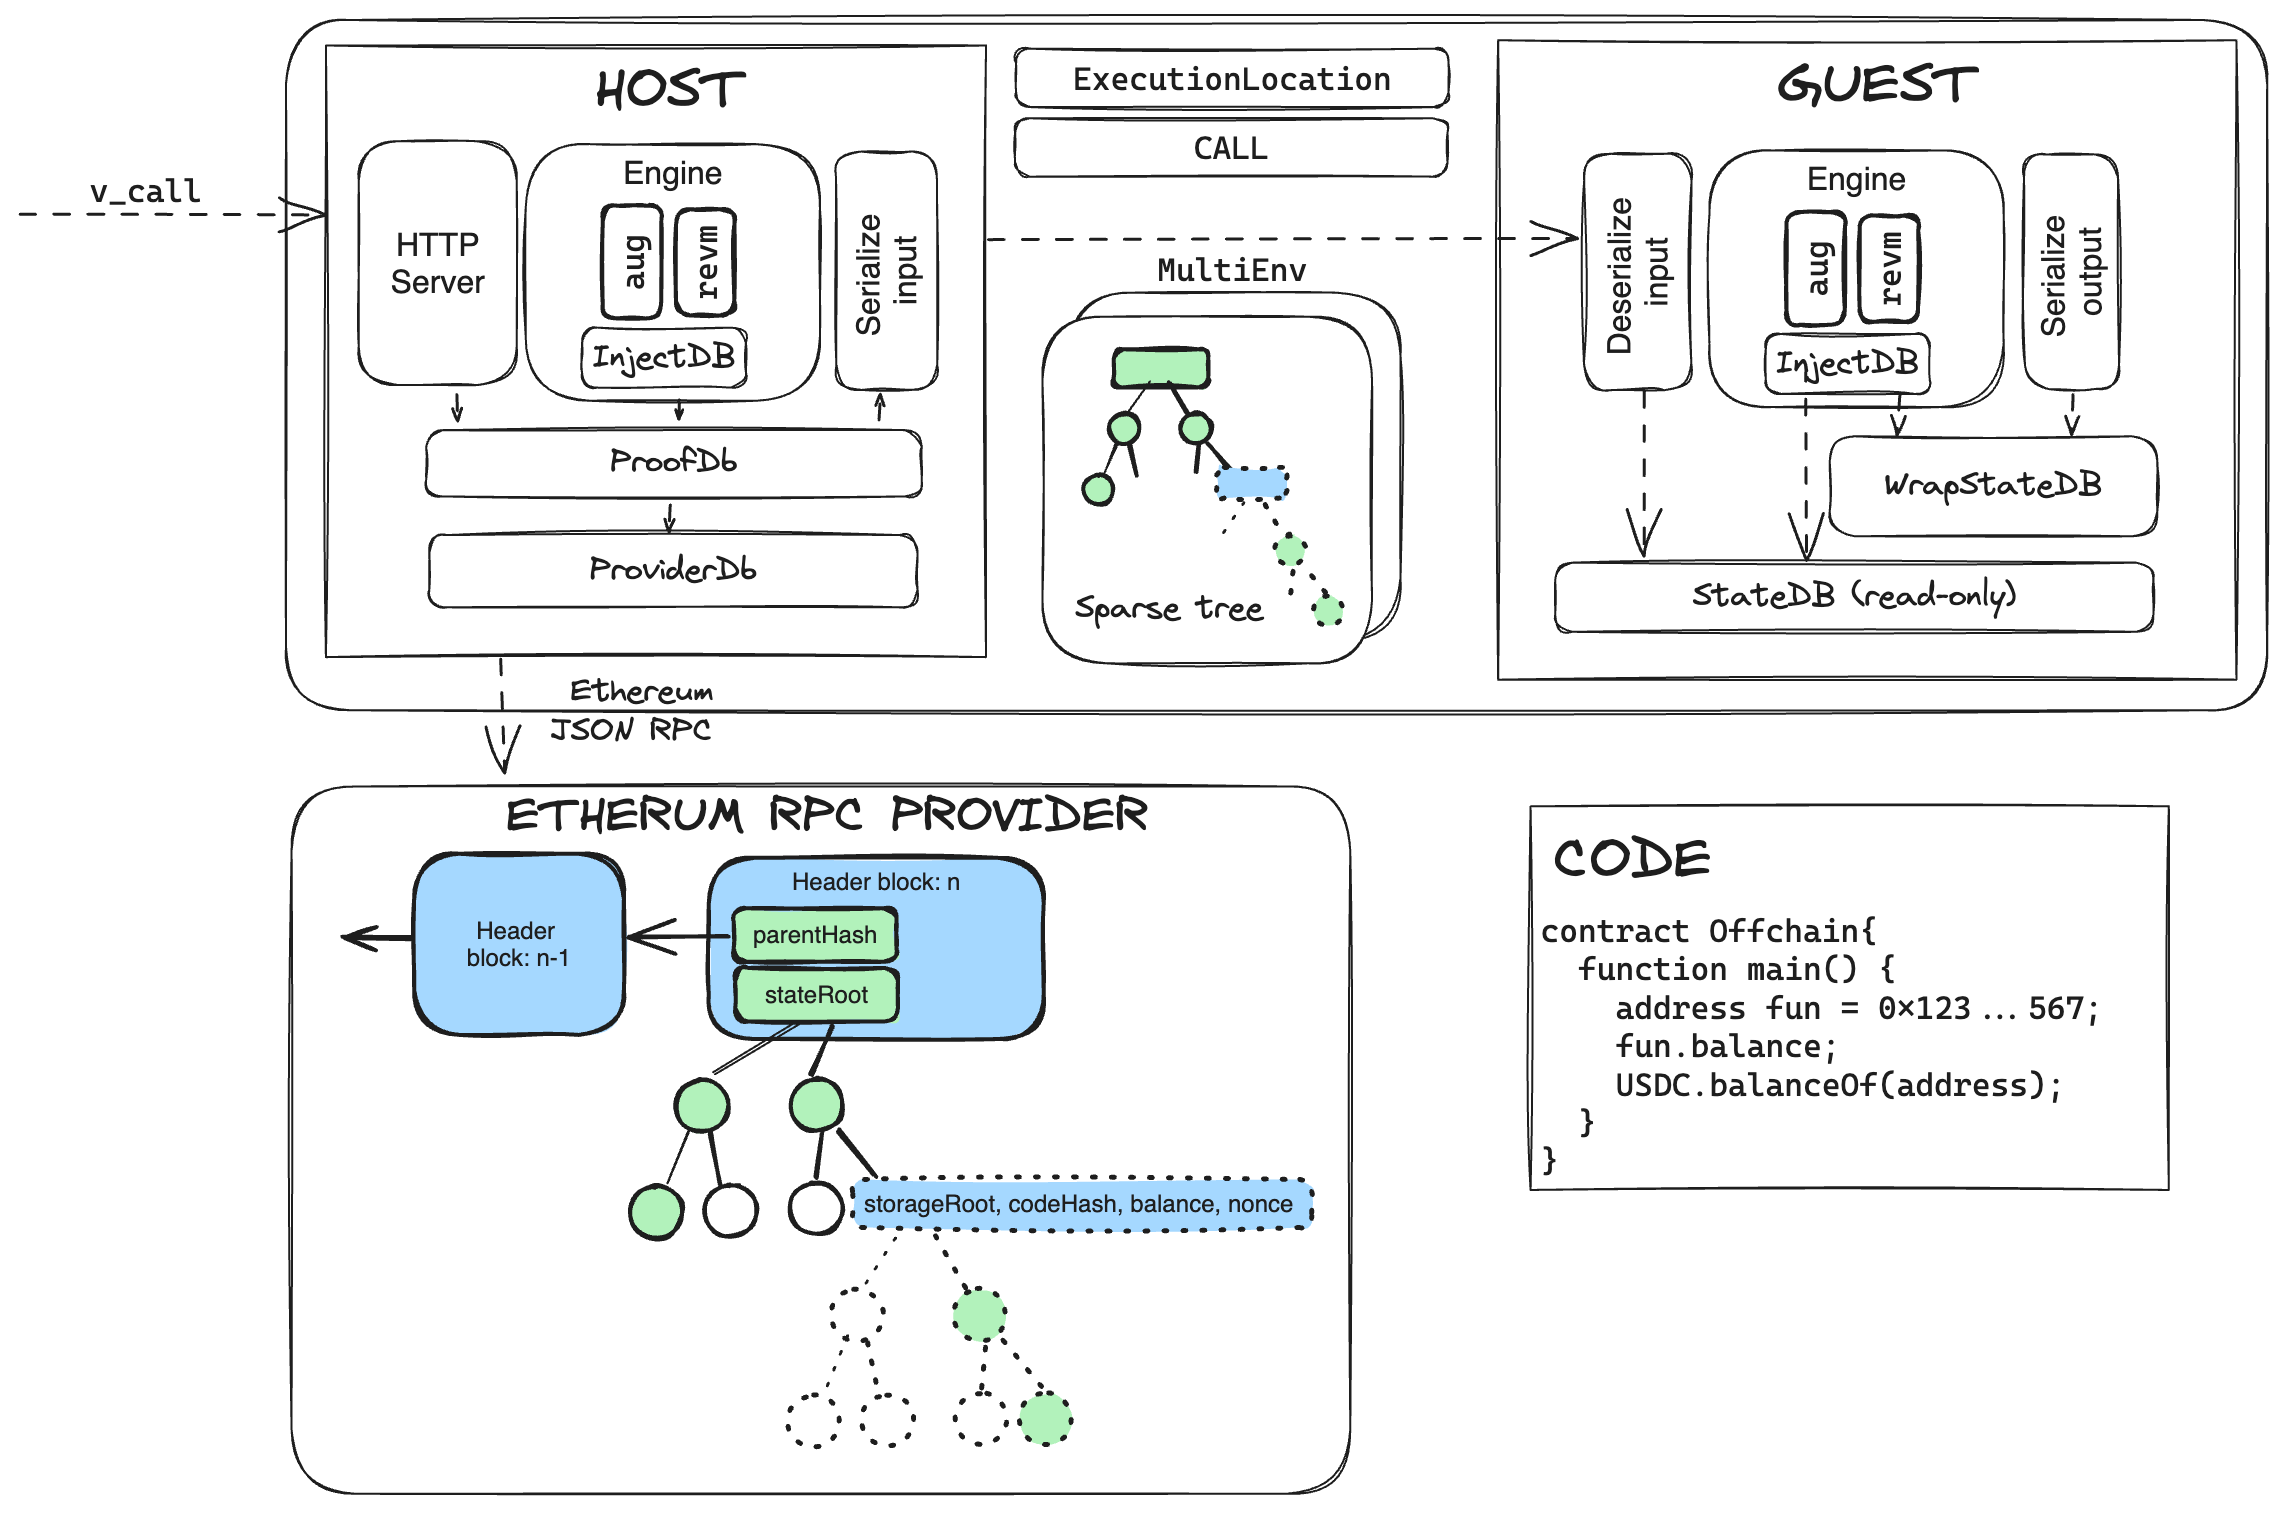 v_call
HOST
HTTP
Server
Engine
aug
revm
InjectDB
Serialize
input
ProofDb
ProviderDb
ExecutionLocation
CALL
MultiEnv
Sparse tree
GUEST
Deserialize
input
Engine
aug
revm
InjectDB
Serialize
output
WrapStateDB
StateDB (read-only)
Ethereum
JSON RPC
ETHERUM RPC PROVIDER
Header
block: n-1
Header block: n
parentHash
stateRoot
storageRoot, codeHash, balance, nonce
CODE
contract Offchain{
function main() {
address fun = 0×123...567;
fun.balance;
USDC.balanceOf(address);
}
}